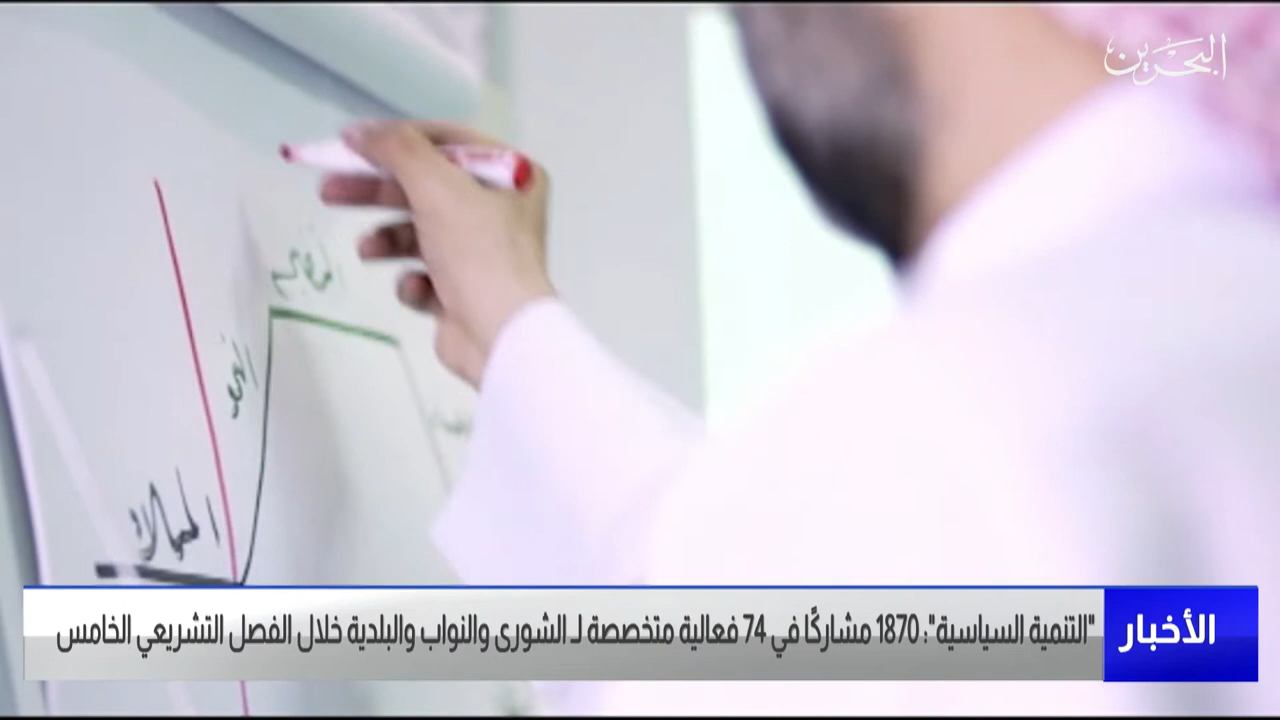 البحرين
الأخبار
"التنمية السياسية": 1870 مشاركًا في 74 فعالية متخصصة لـ الشورى والنواب والبلدية خلال الفصل التشريعي الخامس